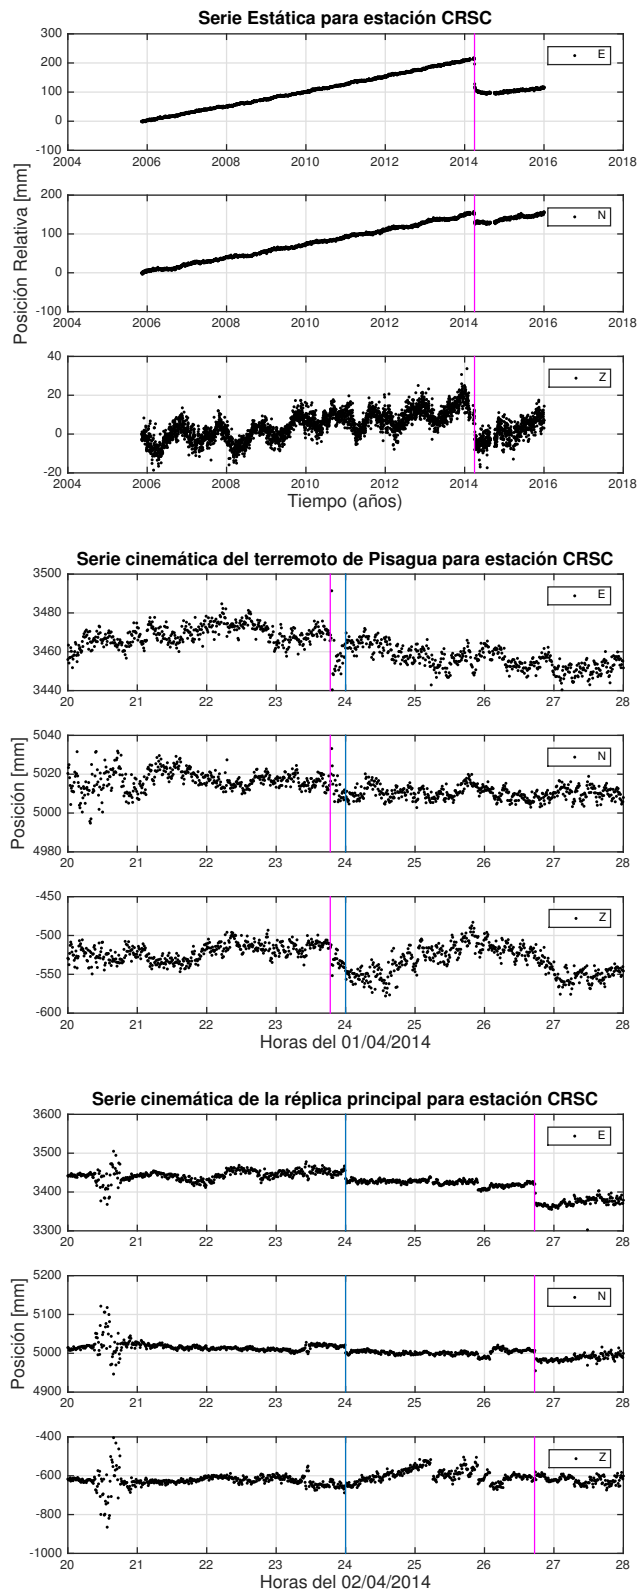 Serie Estática para estación CRSC
300
200
100
0
-100
E
2004 2006 2008 2010 2012 2014 2016 2018
Posición Relativa [mm]
200
100
0
-100
N
2004 2006 2008 2010 2012 2014 2016 2018
40
20
0
-20
Z
2004 2006 2008 2010 2012 2014 2016 2018
Tiempo (años)
Serie cinemática del terremoto de Pisagua para estación CRSC
3500
3480
3460
3440
E
20 21 22 23 24 25 26 27 28
Posición [mm]
5040
5020
5000
4980
N
20 21 22 23 24 25 26 27 28
-450
-500
-550
-600
Z
20 21 22 23 24 25 26 27 28
Horas del 01/04/2014
Serie cinemática de la réplica principal para estación CRSC
3600
3500
3400
3300
E
20 21 22 23 24 25 26 27 28
Posición [mm]
5200
5100
5000
4900
N
20 21 22 23 24 25 26 27 28
-400
-600
-800
-1000
Z
20 21 22 23 24 25 26 27 28
Horas del 02/04/2014